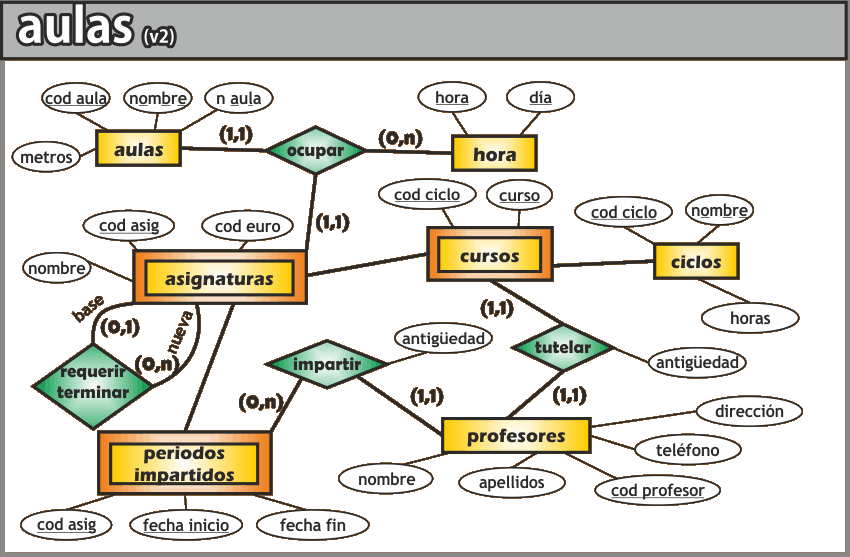 aulas (v2)
cod aula
nombre
n aula
hora
día
metros
aulas
(1,1)
ocupar
(0,n)
hora
cod ciclo
curso
cod ciclo
nombre
cod asig
cod euro
(1,1)
nombre
asignaturas
cursos
ciclos
horas
base
(0,1)
nueva
(0,n)
requerir
terminar
antigüedad
(1,1)
tutelar
antigüedad
impartir
(0,n)
(1,1)
(1,1)
dirección
periodos
impartidos
profesores
teléfono
nombre
apellidos
cod profesor
cod asig
fecha inicio
fecha fin